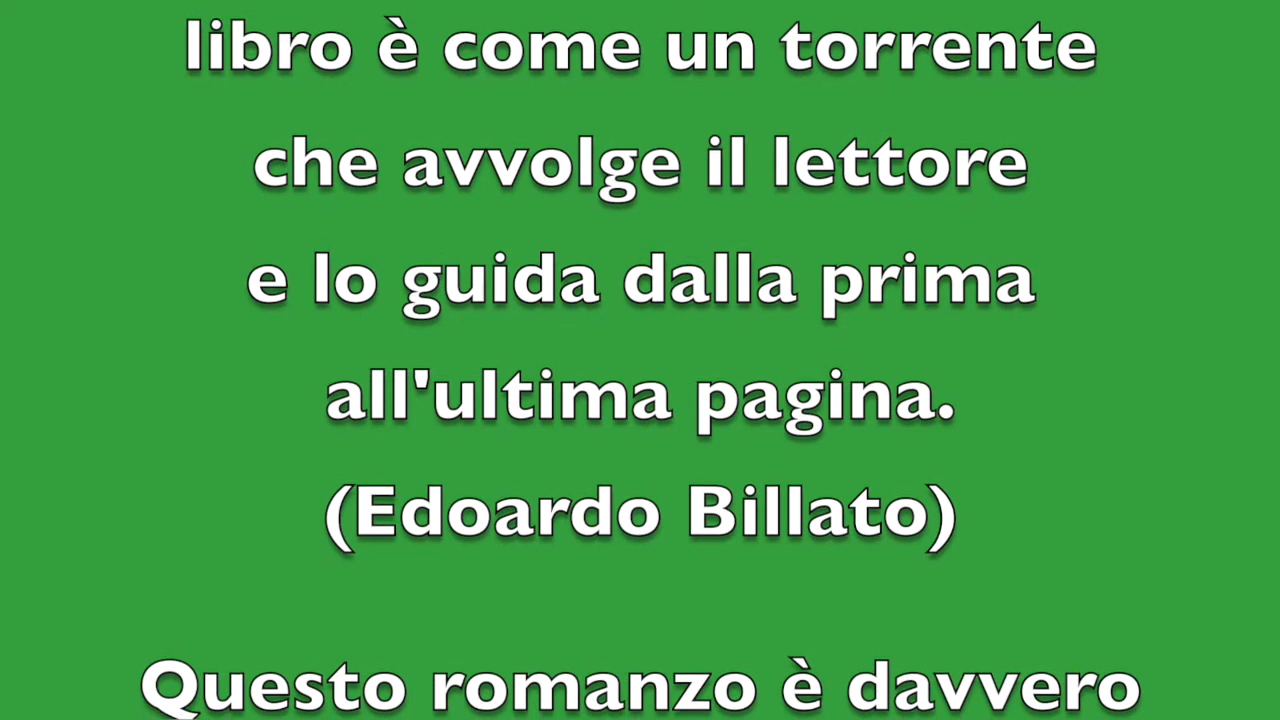 libro è come un torrente
che avvolge il lettore
e lo guida dalla prima
all'ultima pagina.
(Edoardo Billato)
Questo romanzo è davvero